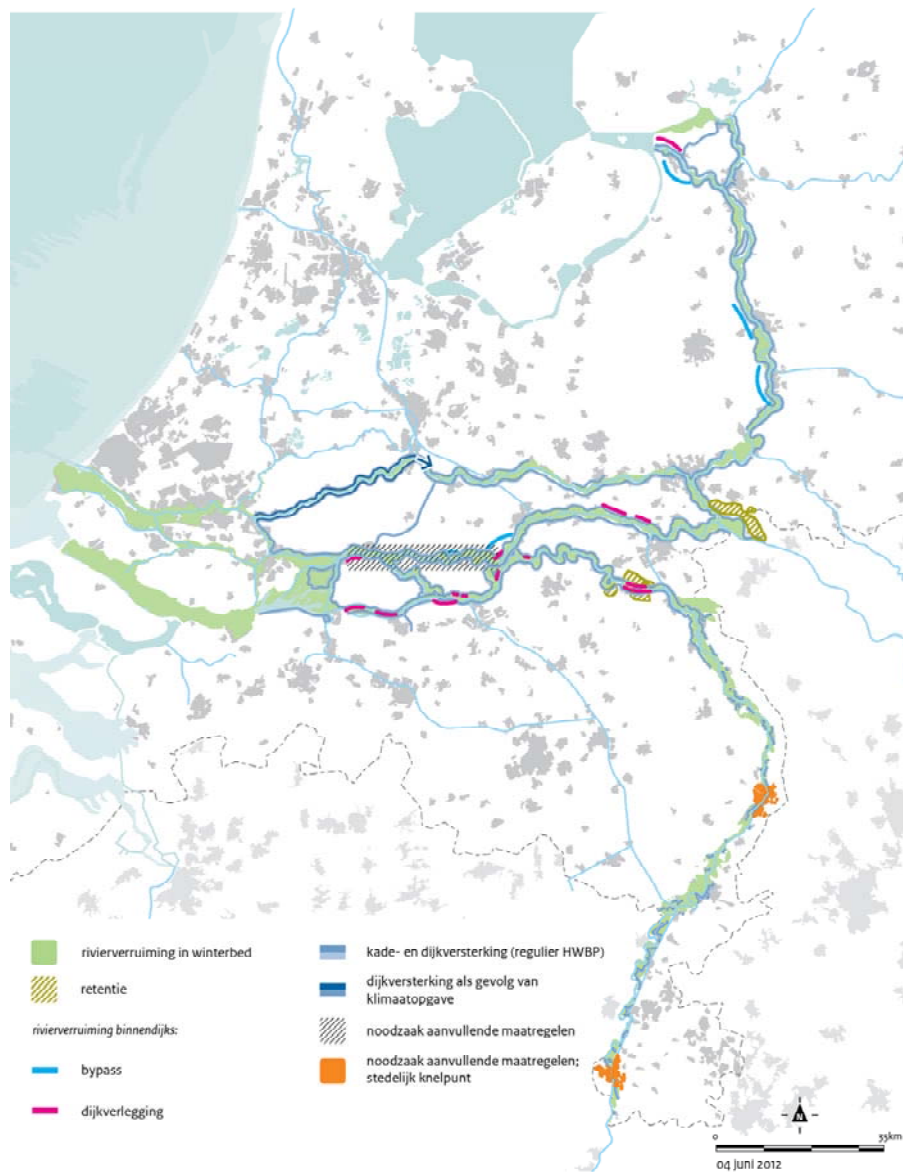 rivierverruiming in winterbed
retentie
rivierverruiming binnendijks:
bypass
dijkverlegging
kade- en dijkversterking (regulier HWBP)
dijkversterking als gevolg van
klimaatopgave
noodzaak aanvullende maatregelen
noodzaak aanvullende maatregelen;
stedelijk knelpunt
N
0
55km
04 juni 2012